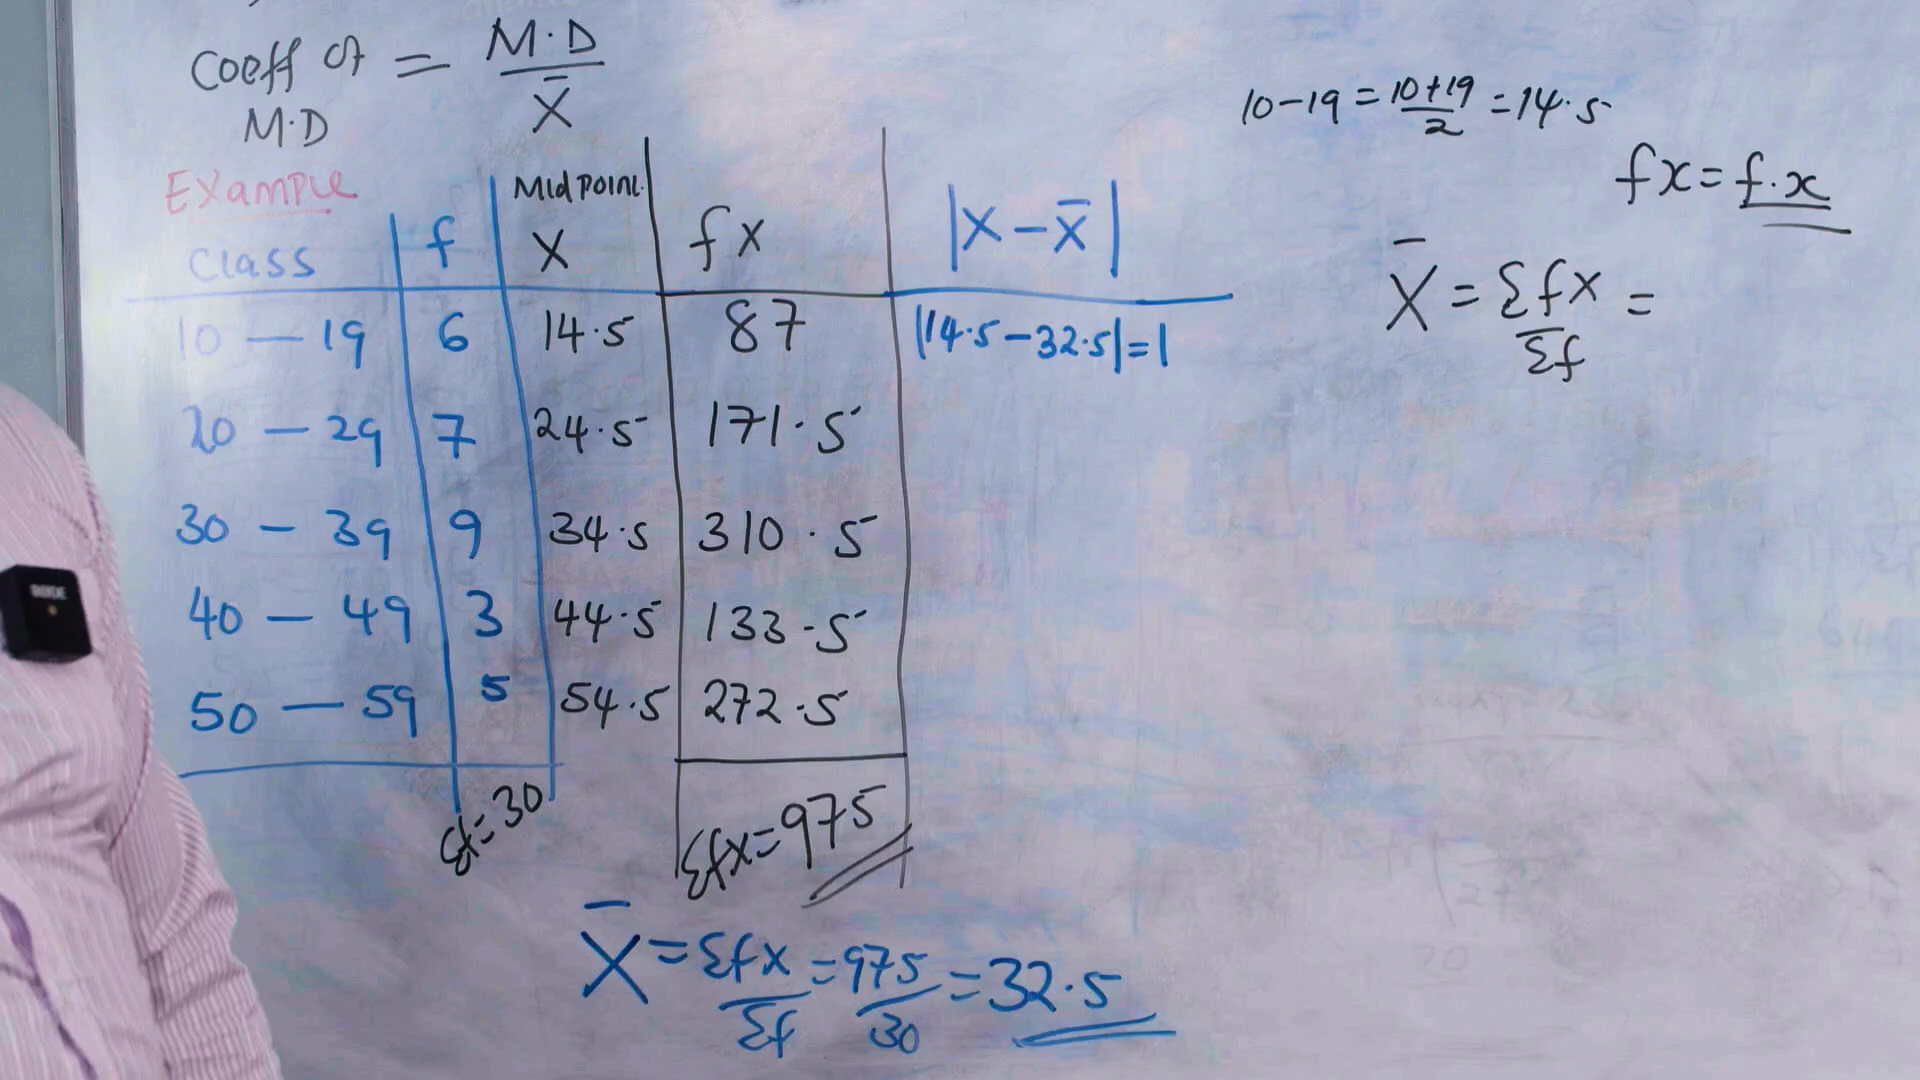 Coeff of = M.D / X̄
M.D
10-19 = 10+19 / 2 = 14.5
fx = f.x
X̄ = Σfx / Σf =
Example
Class | f | Midpoint X | fx | |X - X̄|
10 — 19 | 6 | 14.5 | 87 | |14.5 - 32.5| = 1
20 — 29 | 7 | 24.5 | 171.5
30 — 39 | 9 | 34.5 | 310.5
40 — 49 | 3 | 44.5 | 133.5
50 — 59 | 5 | 54.5 | 272.5
Σf = 30 | Σfx = 975
X̄ = Σfx / Σf = 975 / 30 = 32.5